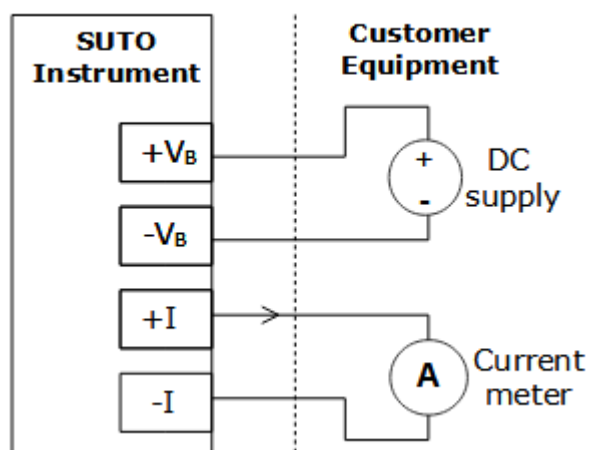 SUTO
Instrument
Customer
Equipment
+VB
-VB
+I
-I
+
-
DC
supply
A
Current
meter